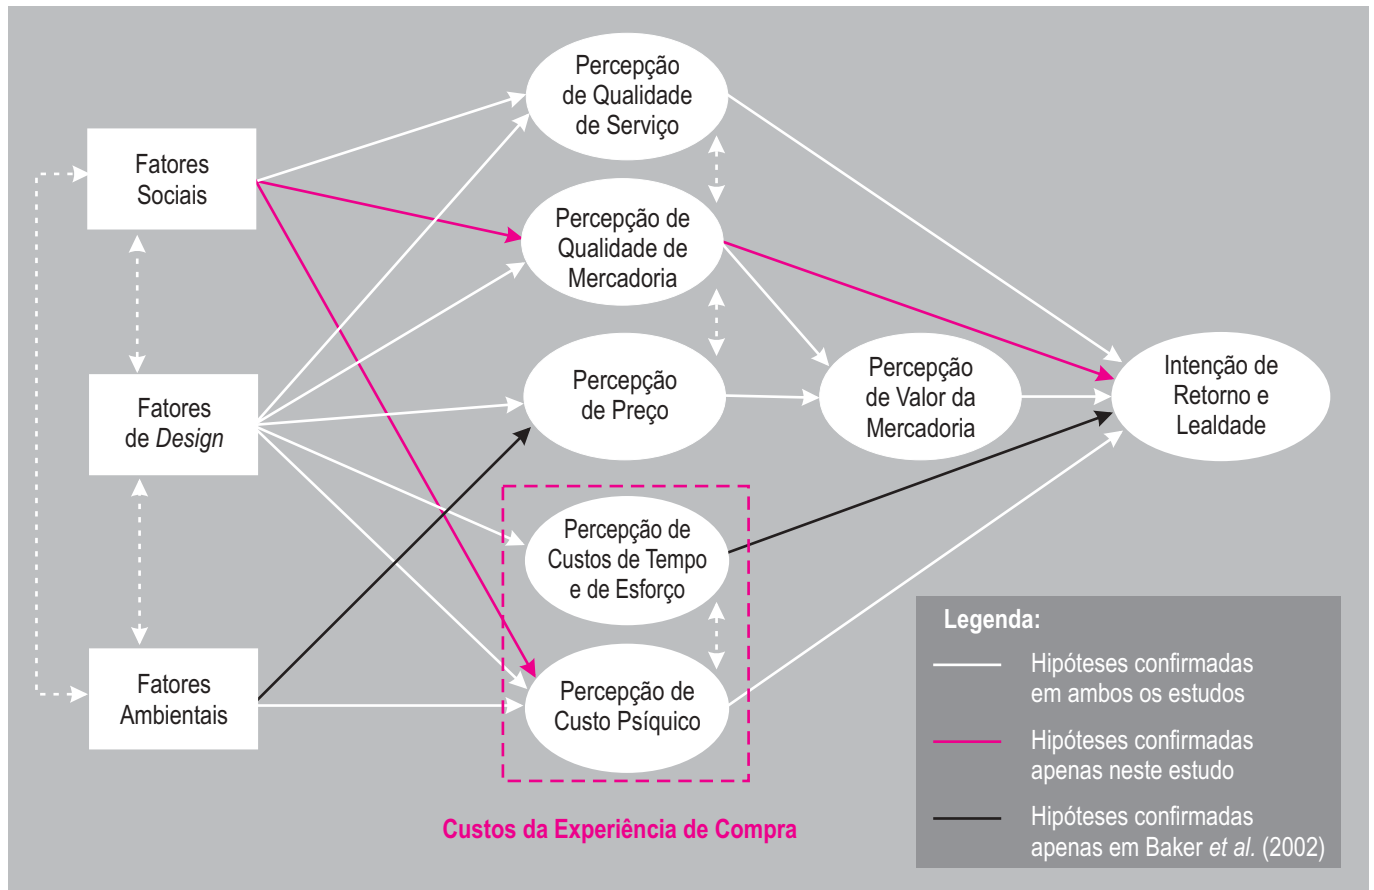 Percepção
de Qualidade
de Serviço
Fatores
Sociais
Percepção de
Qualidade de
Mercadoria
Fatores
de Design
Percepção
de Preço
Percepção
de Valor da
Mercadoria
Intenção de
Retorno e
Lealdade
Percepção de
Custos de Tempo
e de Esforço
Fatores
Ambientais
Percepção de
Custo Psíquico
Custos da Experiência de Compra
Legenda:
Hipóteses confirmadas
em ambos os estudos
Hipóteses confirmadas
apenas neste estudo
Hipóteses confirmadas
apenas em Baker et al. (2002)